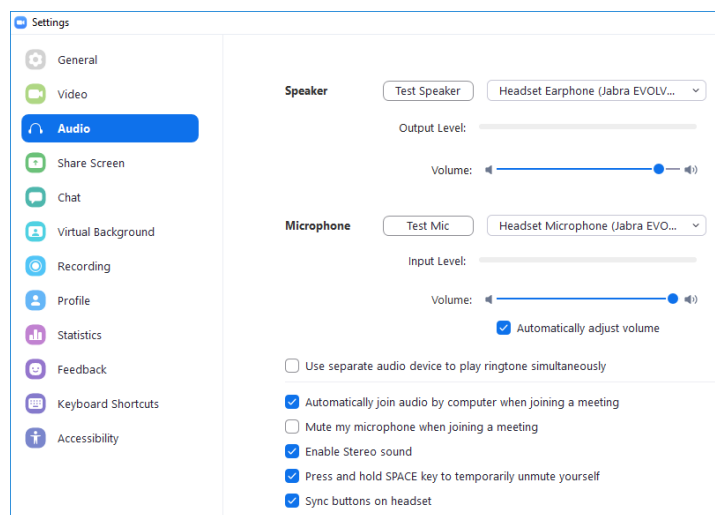 Settings
General
Video
Audio
Share Screen
Chat
Virtual Background
Recording
Profile
Statistics
Feedback
Keyboard Shortcuts
Accessibility
Speaker Test Speaker Headset Earphone (Jabra EVOLV...
Output Level:
Volume:
Microphone Test Mic Headset Microphone (Jabra EVO...
Input Level:
Volume:
Automatically adjust volume
Use separate audio device to play ringtone simultaneously
Automatically join audio by computer when joining a meeting
Mute my microphone when joining a meeting
Enable Stereo sound
Press and hold SPACE key to temporarily unmute yourself
Sync buttons on headset